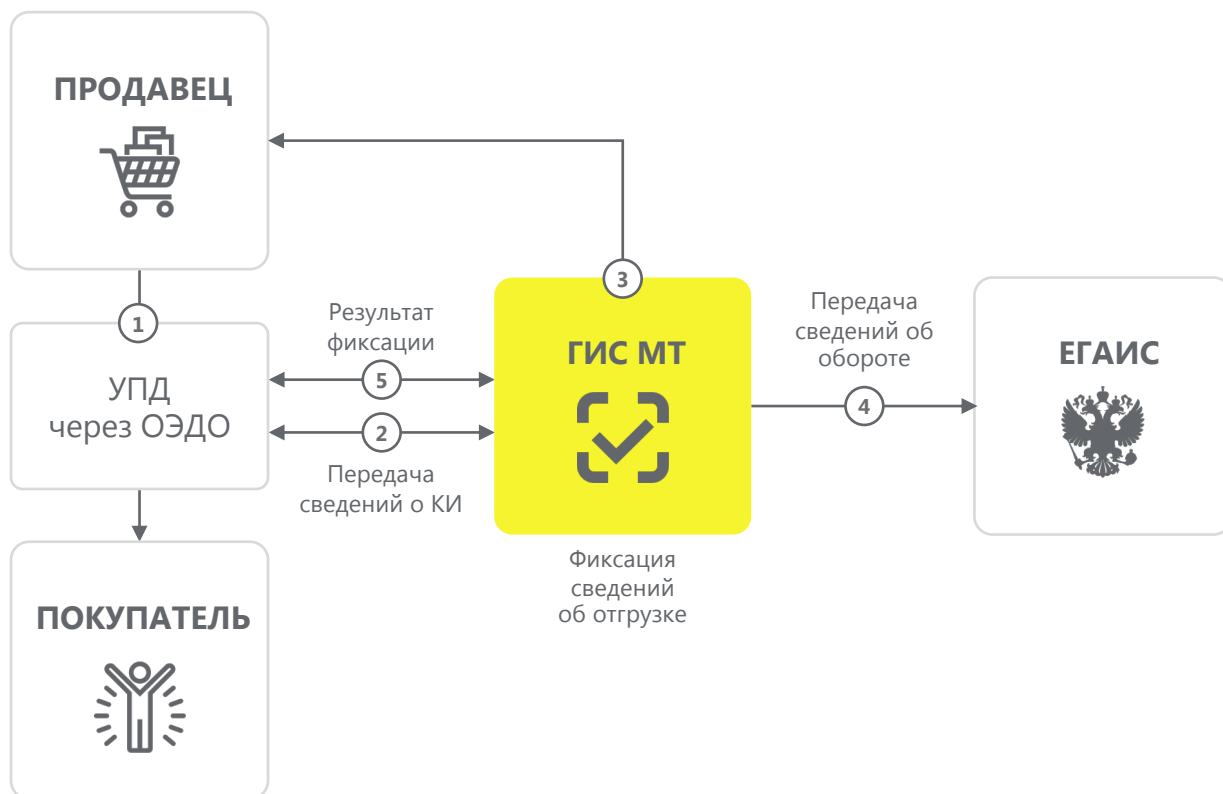 ПРОДАВЕЦ
1
УПД
через ОЭДО
ПОКУПАТЕЛЬ
Результат
фиксации
5
2
Передача
сведений о КИ
3
ГИС МТ
Фиксация
сведений
об отгрузке
Передача
сведений об
обороте
4
ЕГАИС